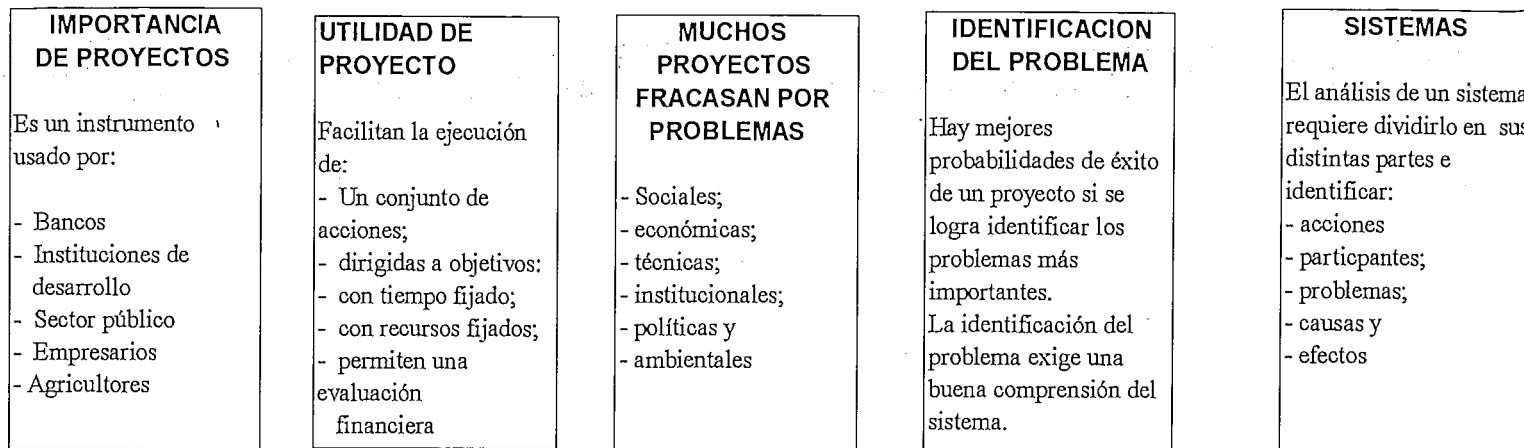 IMPORTANCIA
DE PROYECTOS
Es un instrumento
usado por:
- Bancos
- Instituciones de
desarrollo
- Sector público
- Empresarios
- Agricultores
UTILIDAD DE
PROYECTO
Facilitan la ejecución
de:
- Un conjunto de
acciones;
- dirigidas a objetivos:
- con tiempo fijado;
- con recursos fijados;
- permiten una
evaluación
financiera
MUCHOS
PROYECTOS
FRACASAN POR
PROBLEMAS
- Sociales;
- económicas;
- técnicas;
- institucionales;
- políticas y
- ambientales
IDENTIFICACION
DEL PROBLEMA
Hay mejores
probabilidades de éxito
de un proyecto si se
logra identificar los
problemas más
importantes.
La identificación del
problema exige una
buena comprensión del
sistema.
SISTEMAS
El análisis de un sistema
requiere dividirlo en sus
distintas partes e
identificar:
- acciones
- particpantes;
- problemas;
- causas y
- efectos